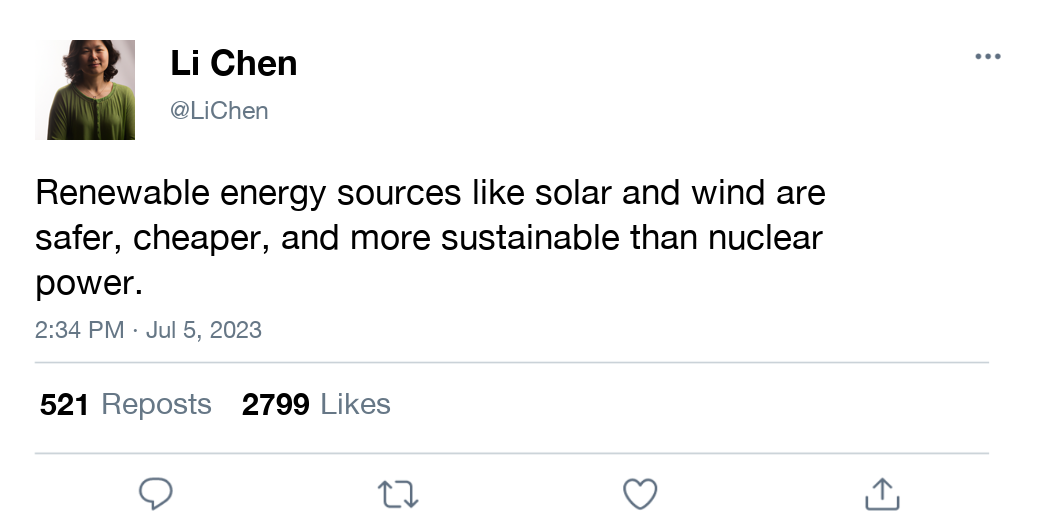 Li Chen
@LiChen
Renewable energy sources like solar and wind are
safer, cheaper, and more sustainable than nuclear
power.
2:34 PM · Jul 5, 2023
521 Reposts 2799 Likes